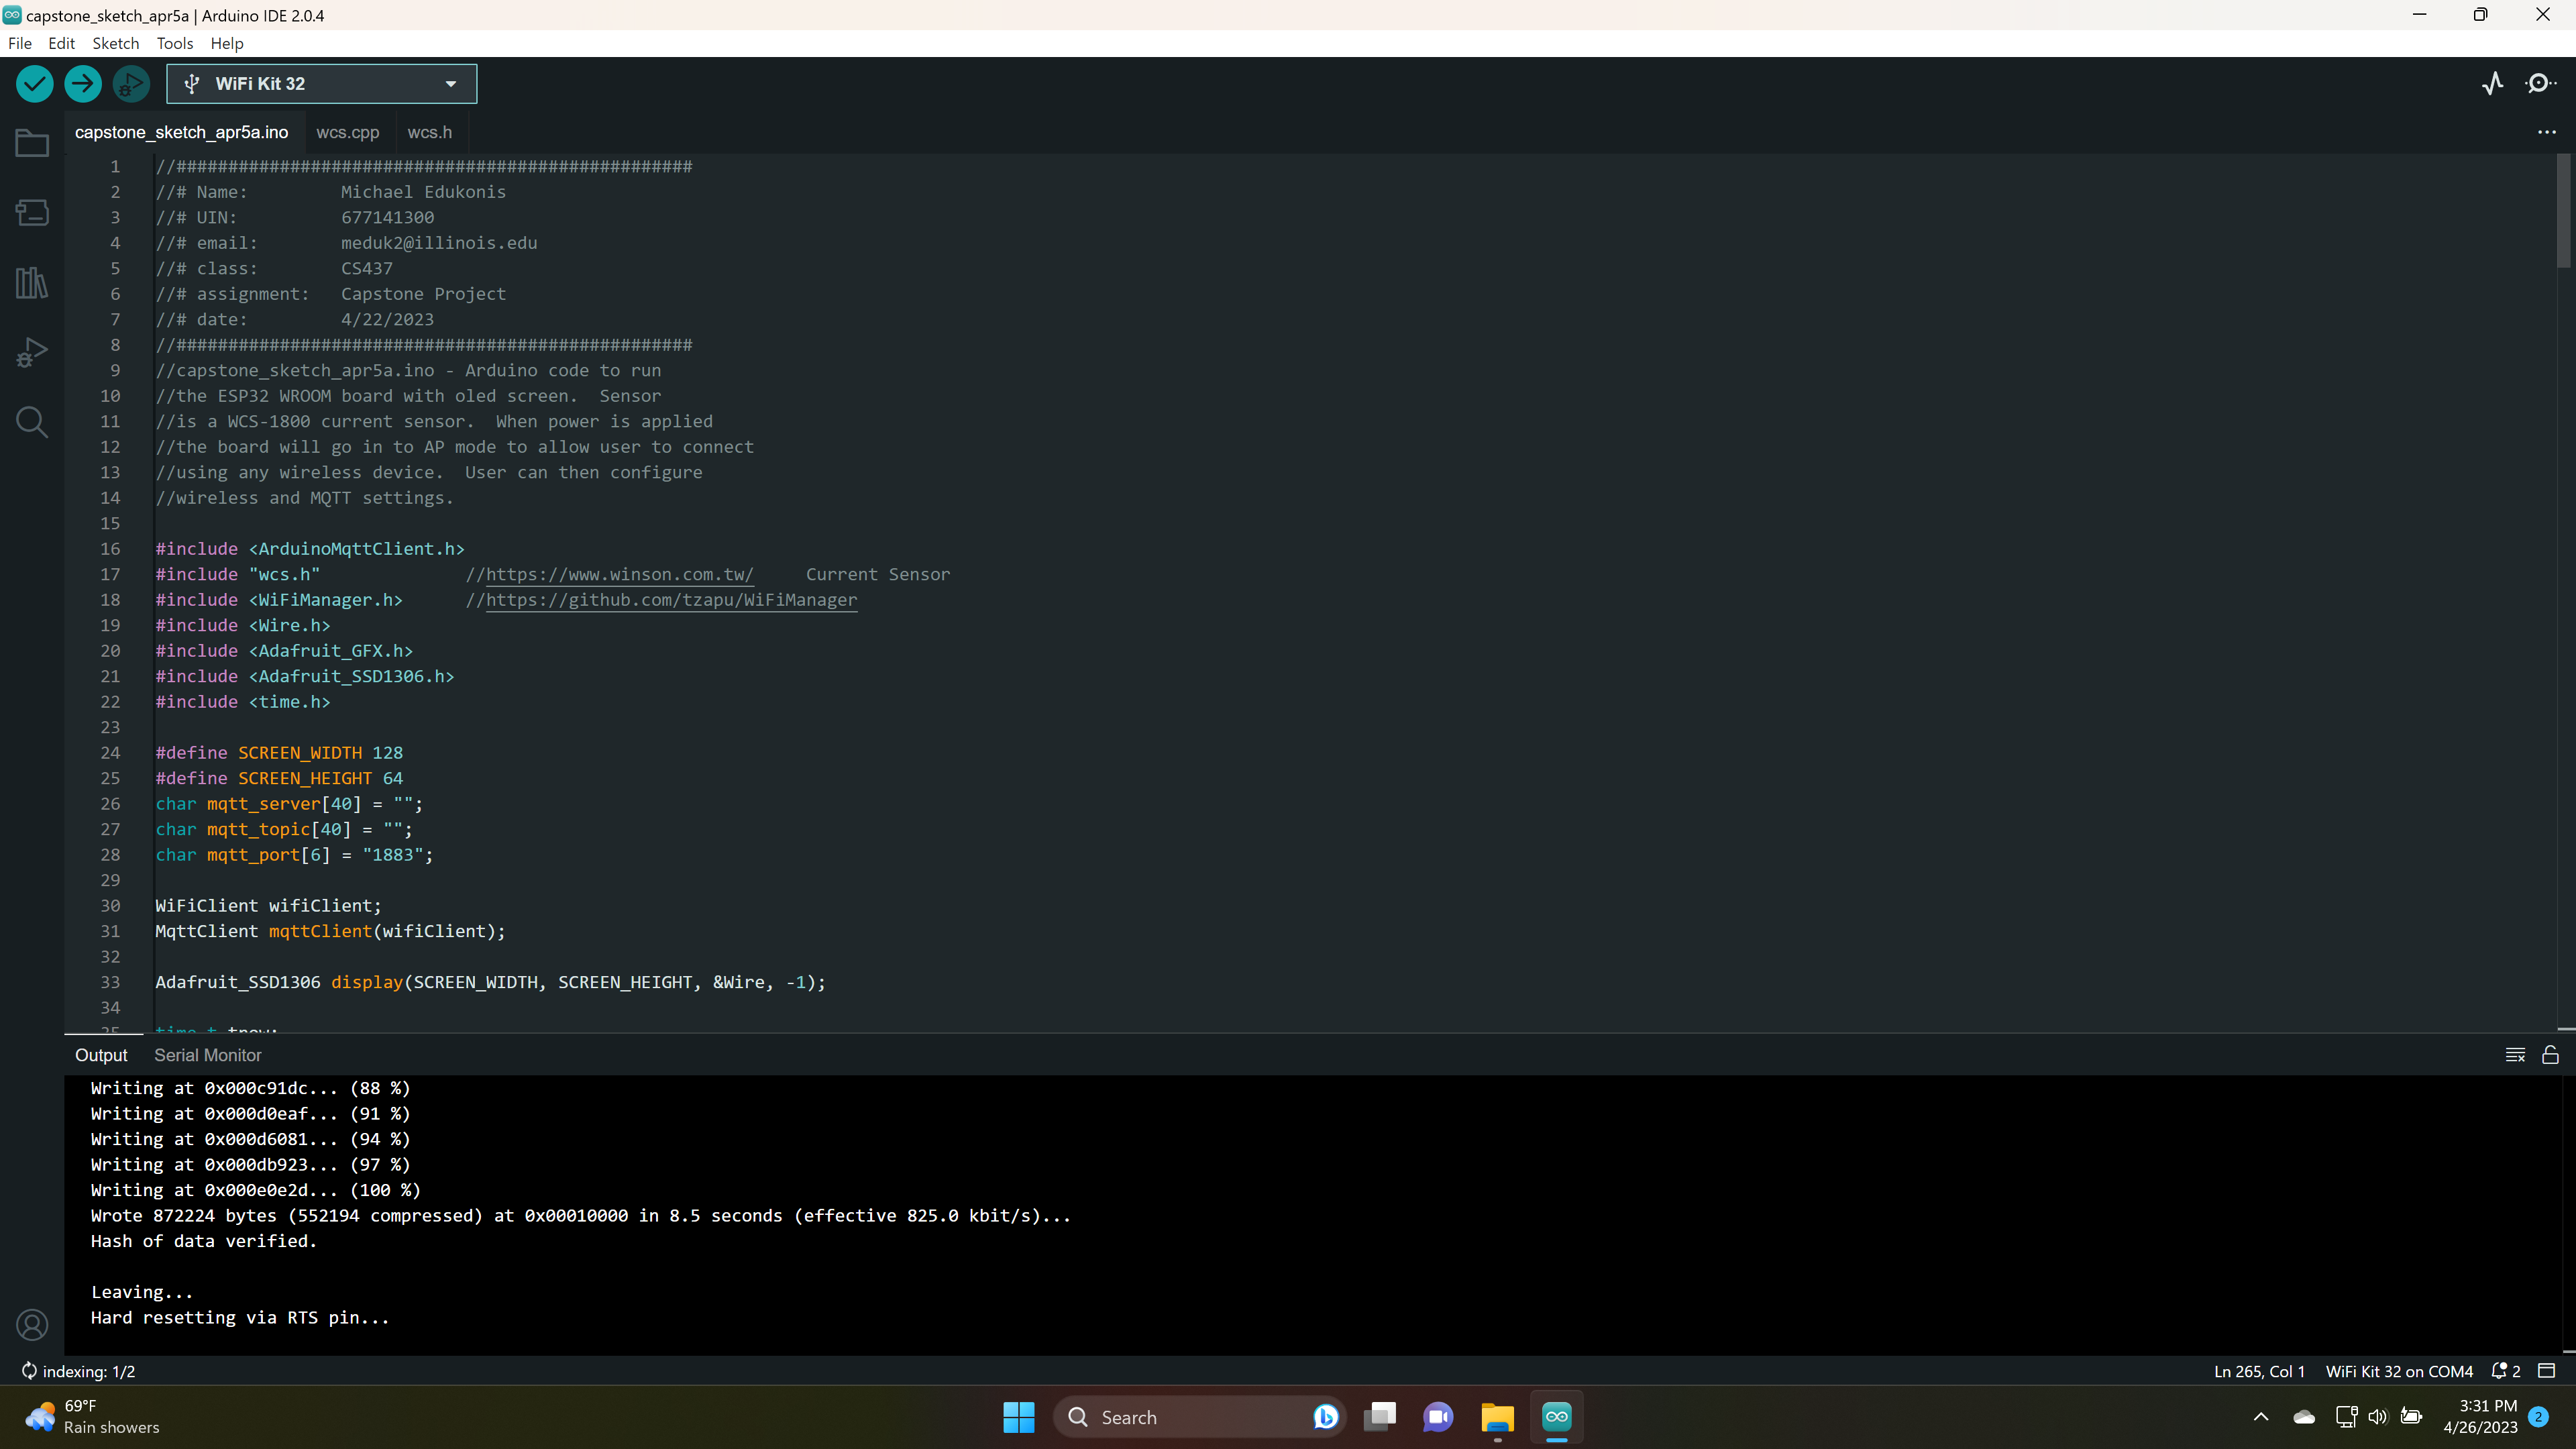 capstone_sketch_apr5a | Arduino IDE 2.0.4
File Edit Sketch Tools Help
WiFi Kit 32
capstone_sketch_apr5a.ino wcs.cpp wcs.h
1 //##################################################
2 //# Name:         Michael Edukonis
3 //# UIN:          677141300
4 //# email:        meduk2@illinois.edu
5 //# class:        CS437
6 //# assignment:   Capstone Project
7 //# date:         4/22/2023
8 //##################################################
9 //capstone_sketch_apr5a.ino - Arduino code to run
10 //the ESP32 WROOM board with oled screen.  Sensor
11 //is a WCS-1800 current sensor.  When power is applied
12 //the board will go in to AP mode to allow user to connect
13 //using any wireless device.  User can then configure
14 //wireless and MQTT settings.
15
16 #include <ArduinoMqttClient.h>
17 #include "wcs.h"              //https://www.winson.com.tw/     Current Sensor
18 #include <WiFiManager.h>      //https://github.com/tzapu/WiFiManager
19 #include <Wire.h>
20 #include <Adafruit_GFX.h>
21 #include <Adafruit_SSD1306.h>
22 #include <time.h>
23
24 #define SCREEN_WIDTH 128
25 #define SCREEN_HEIGHT 64
26 char mqtt_server[40] = "";
27 char mqtt_topic[40] = "";
28 char mqtt_port[6] = "1883";
29
30 WiFiClient wifiClient;
31 MqttClient mqttClient(wifiClient);
32
33 Adafruit_SSD1306 display(SCREEN_WIDTH, SCREEN_HEIGHT, &Wire, -1);
34
35 time_t tnow;
Output Serial Monitor
Writing at 0x000c91dc... (88 %)
Writing at 0x000d0eaf... (91 %)
Writing at 0x000d6081... (94 %)
Writing at 0x000db923... (97 %)
Writing at 0x000e0e2d... (100 %)
Wrote 872224 bytes (552194 compressed) at 0x00010000 in 8.5 seconds (effective 825.0 kbit/s)...
Hash of data verified.
Leaving...
Hard resetting via RTS pin...
indexing: 1/2 Ln 265, Col 1 WiFi Kit 32 on COM4 2
69°F
Rain showers
Search
3:31 PM
4/26/2023
2